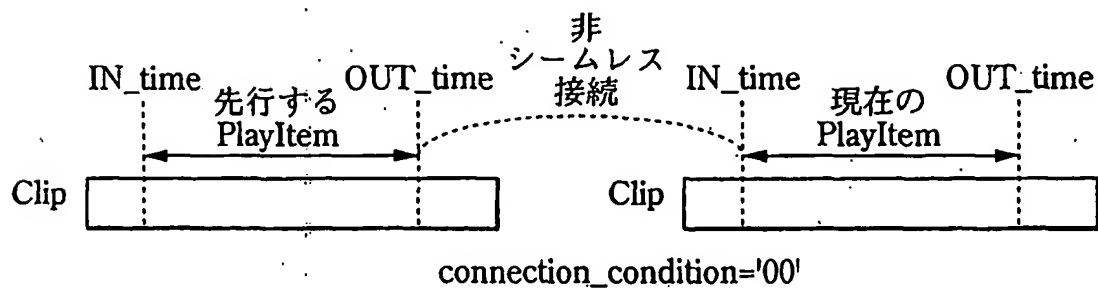 非
シームレス
接続
IN_time
OUT_time
IN_time
OUT_time
先行する
PlayItem
現在の
PlayItem
Clip
Clip
connection_condition='00'